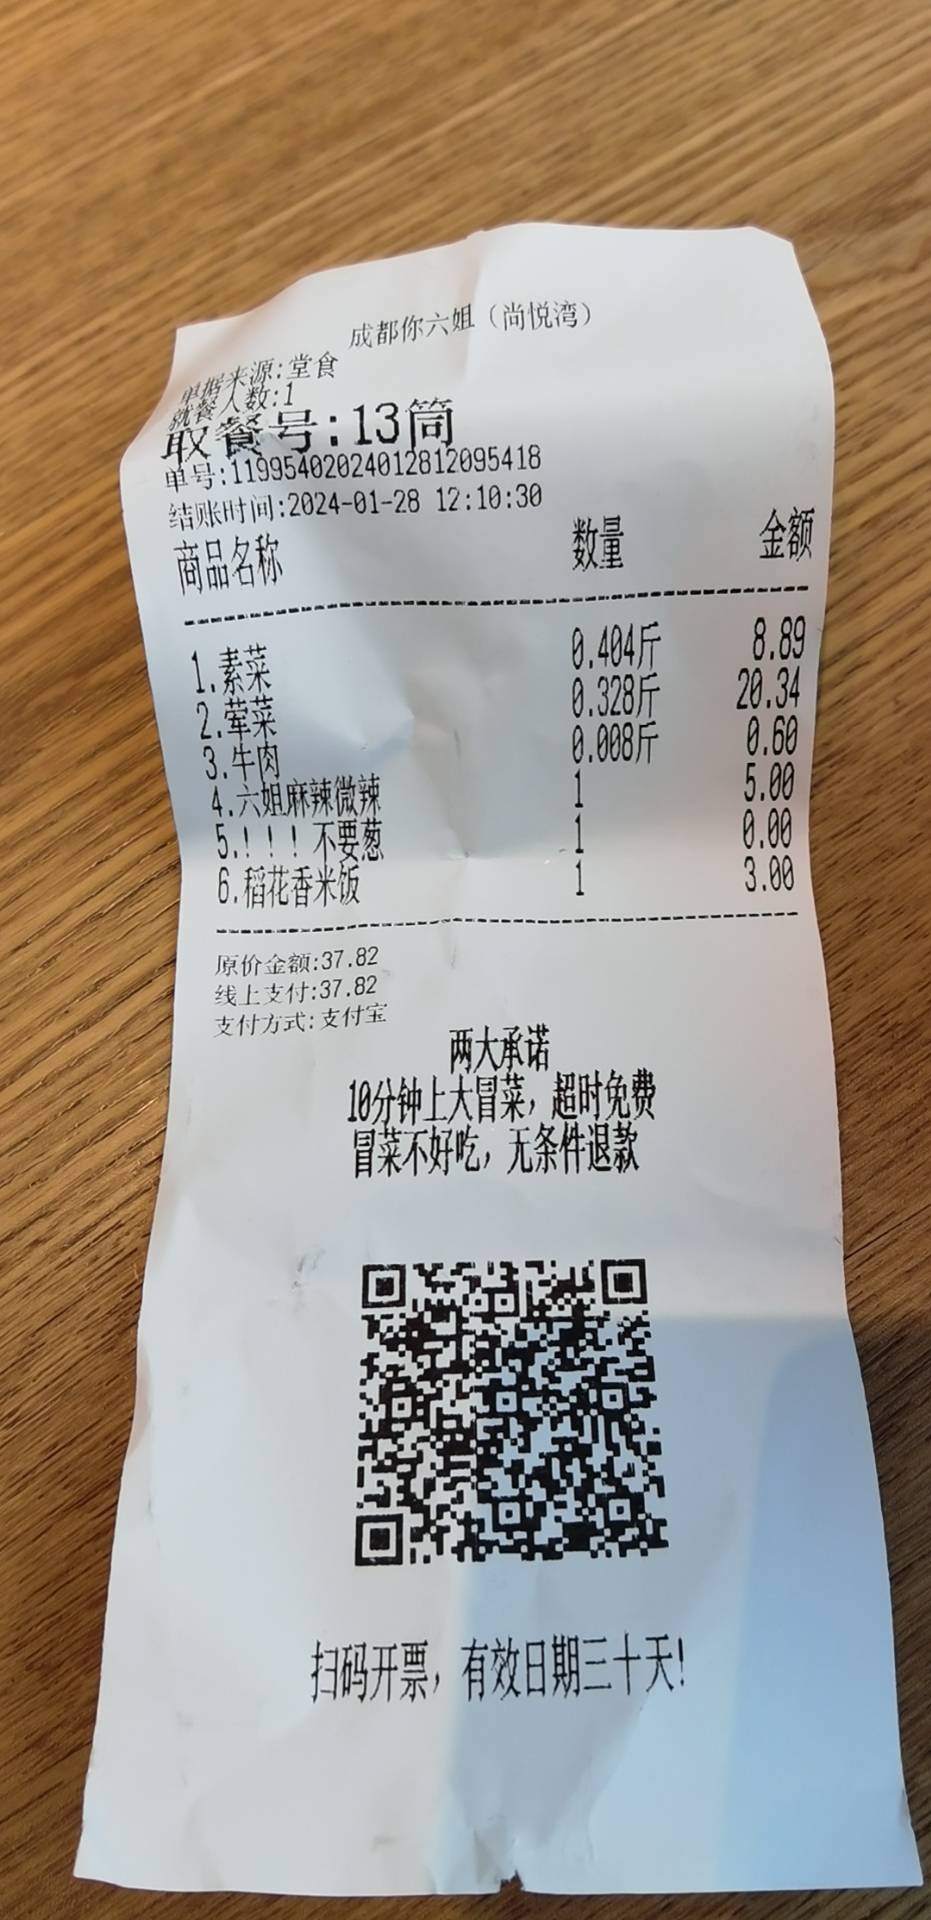 成都你六姐（尚悦湾）
单据来源:堂食
就餐人数:1
取餐号:13筒
单号:11995402024012812095418
结账时间:2024-01-28 12:10:30
商品名称 数量 金额
1.素菜 0.404斤 8.89
2.荤菜 0.328斤 20.34
3.牛肉 0.008斤 0.60
4.六姐麻辣微辣 1 5.00
5.！！！不要葱 1 0.00
6.稻花香米饭 1 3.00
原价金额:37.82
线上支付:37.82
支付方式:支付宝
两大承诺
10分钟上大冒菜，超时免费
冒菜不好吃，无条件退款
扫码开票，有效日期三十天!